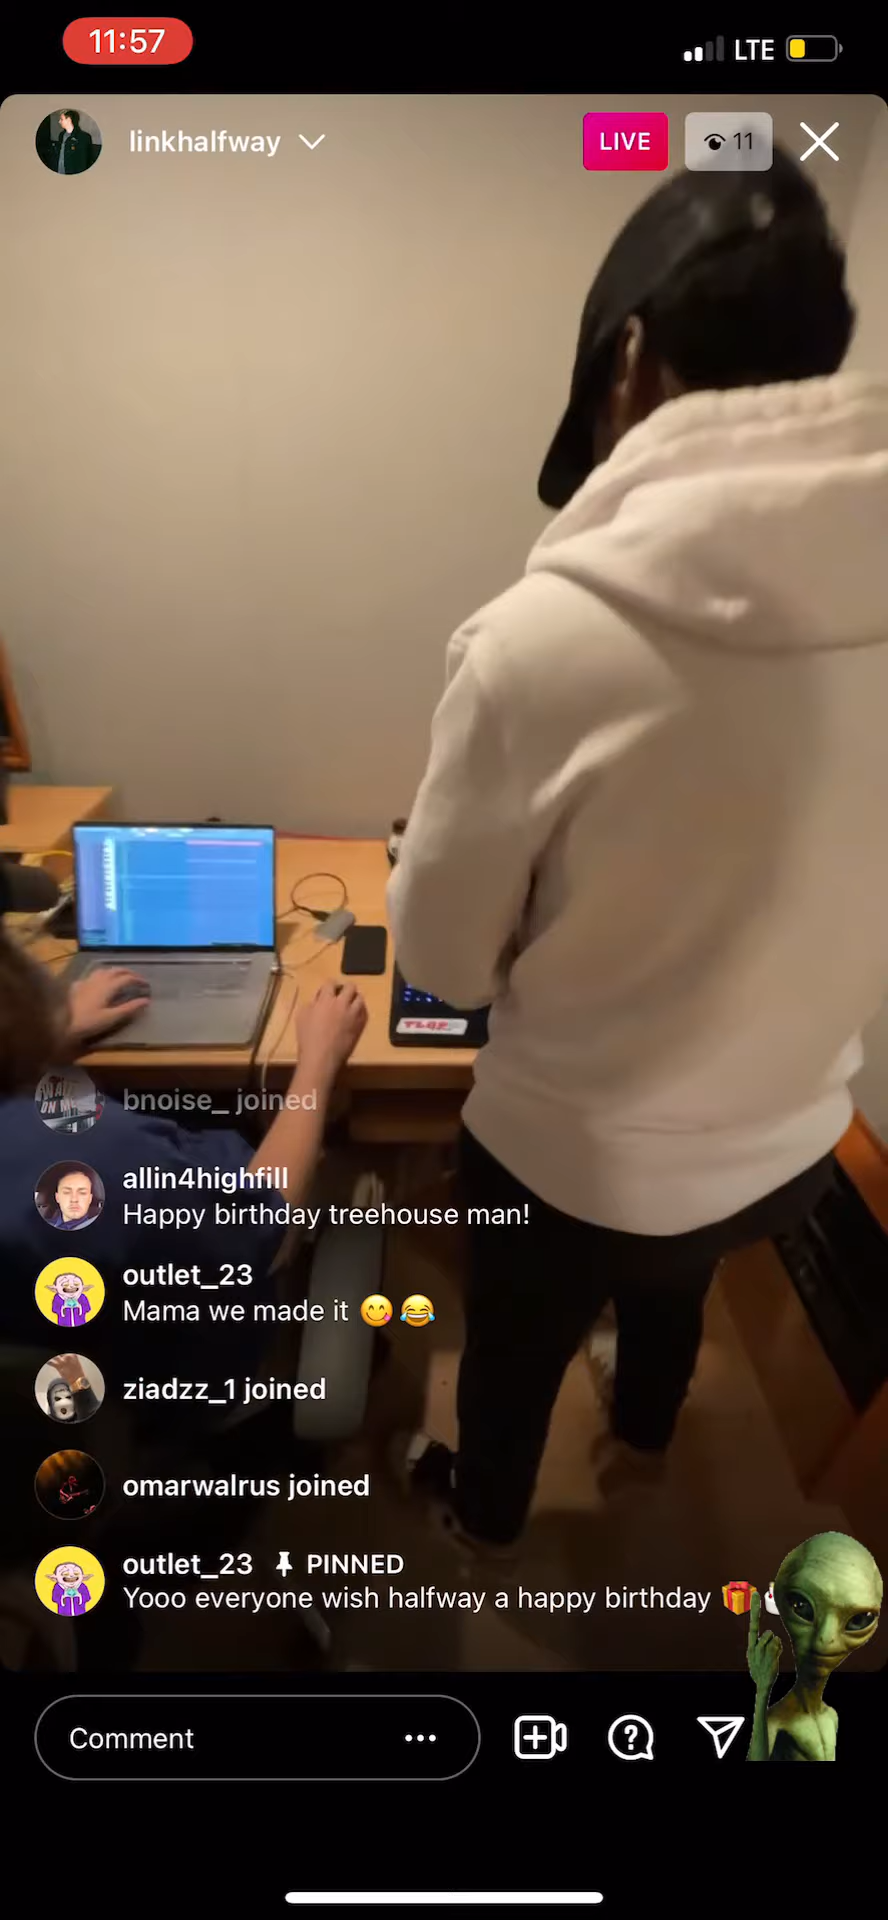 11:57
LTE
linkhalfway
LIVE
11
bnoise_ joined
allin4highfill
Happy birthday treehouse man!
outlet_23
Mama we made it 😋😂
ziadzz_1 joined
omarwalrus joined
outlet_23 PINNED
Yooo everyone wish halfway a happy birthday 🎁
Comment